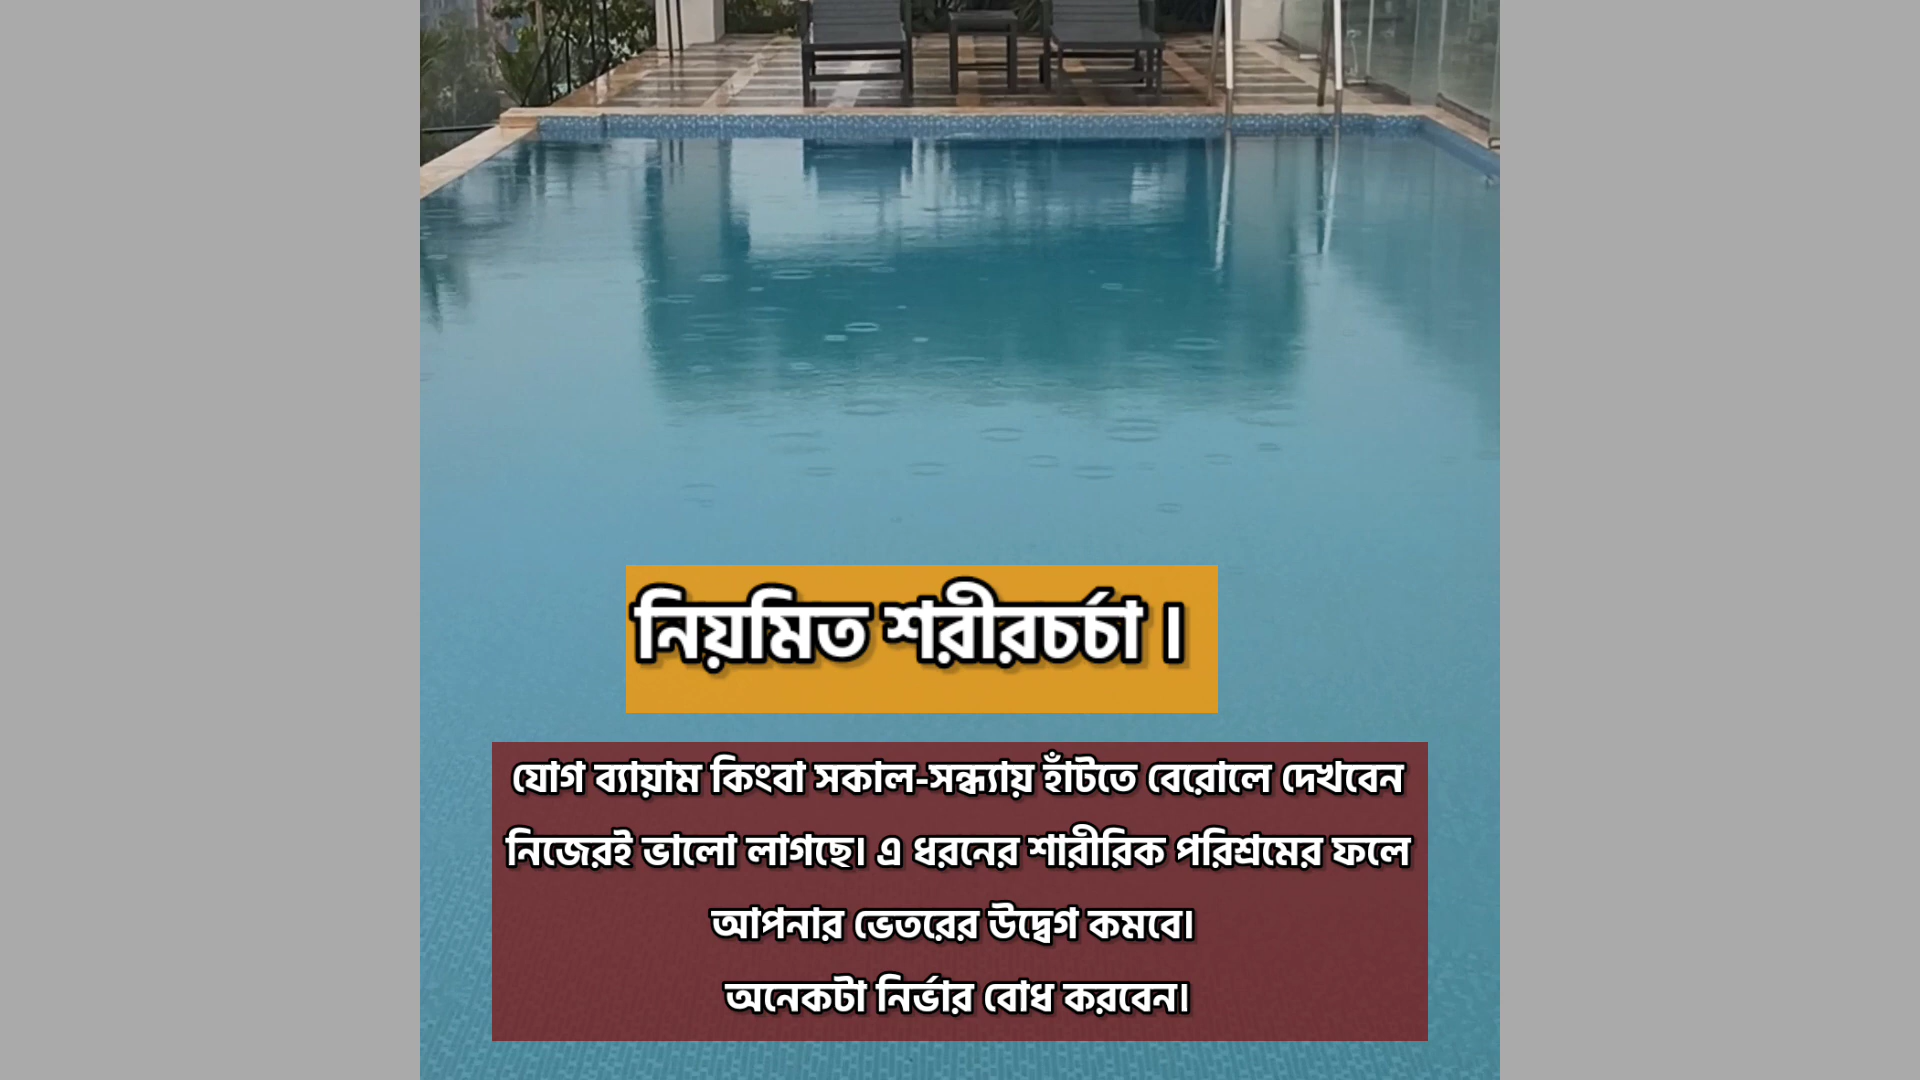 নিয়মিত শরীরচর্চা ।
যোগ ব্যায়াম কিংবা সকাল-সন্ধ্যায় হাঁটতে বেরোলে দেখবেন
নিজেরই ভালো লাগছে। এ ধরনের শারীরিক পরিশ্রমের ফলে
আপনার ভেতরের উদ্বেগ কমবে।
অনেকটা নির্ভার বোধ করবেন।